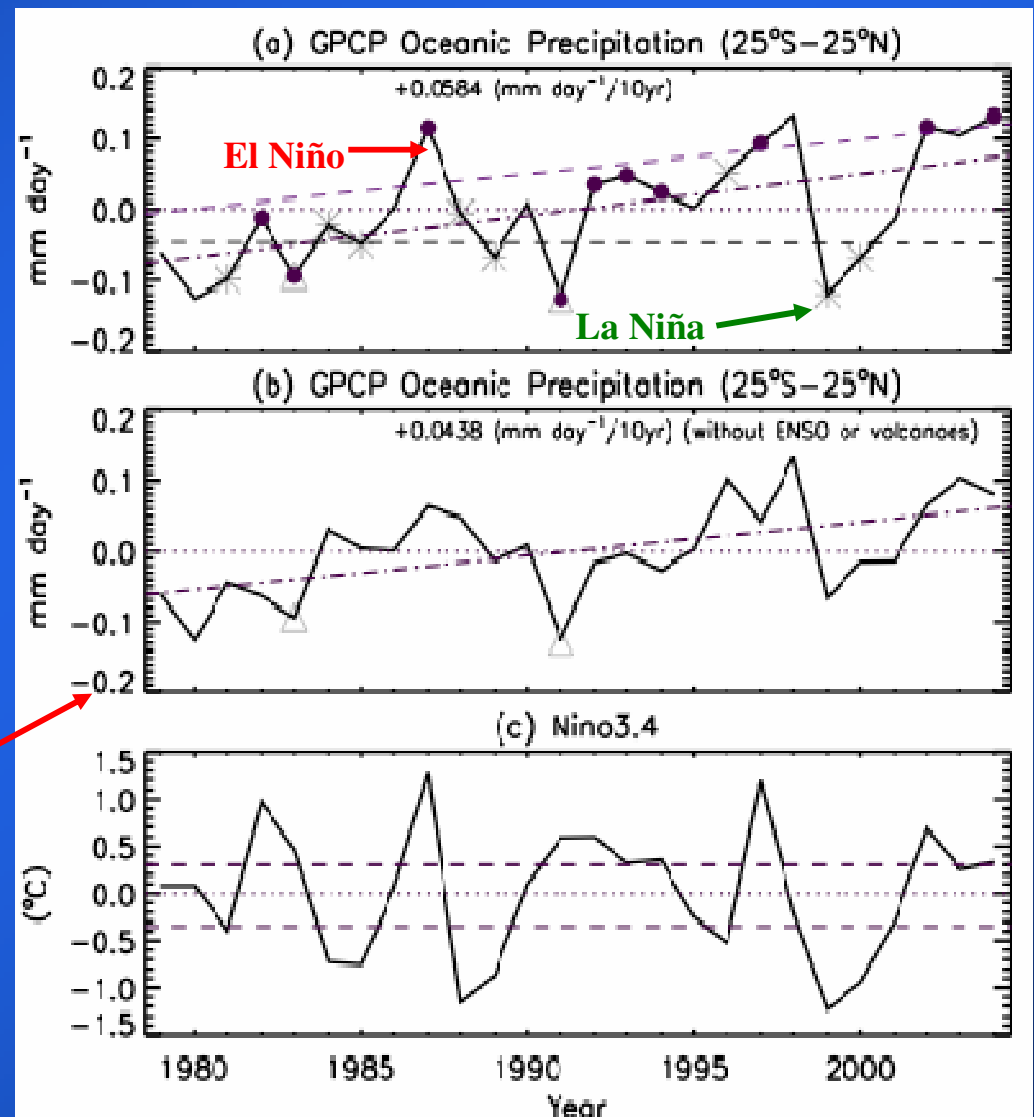 (a) GPCP Oceanic Precipitation (25°S–25°N)
+0.0584 (mm day⁻¹/10yr)
El Niño
La Niña
mm day⁻¹
0.2
0.1
0.0
−0.1
−0.2
(b) GPCP Oceanic Precipitation (25°S–25°N)
+0.0438 (mm day⁻¹/10yr) (without ENSO or volcanoes)
mm day⁻¹
0.2
0.1
0.0
−0.1
−0.2
(c) Nino3.4
(°C)
1.5
1.0
0.5
0.0
−0.5
−1.0
−1.5
1980 1985 1990 1995 2000
Year